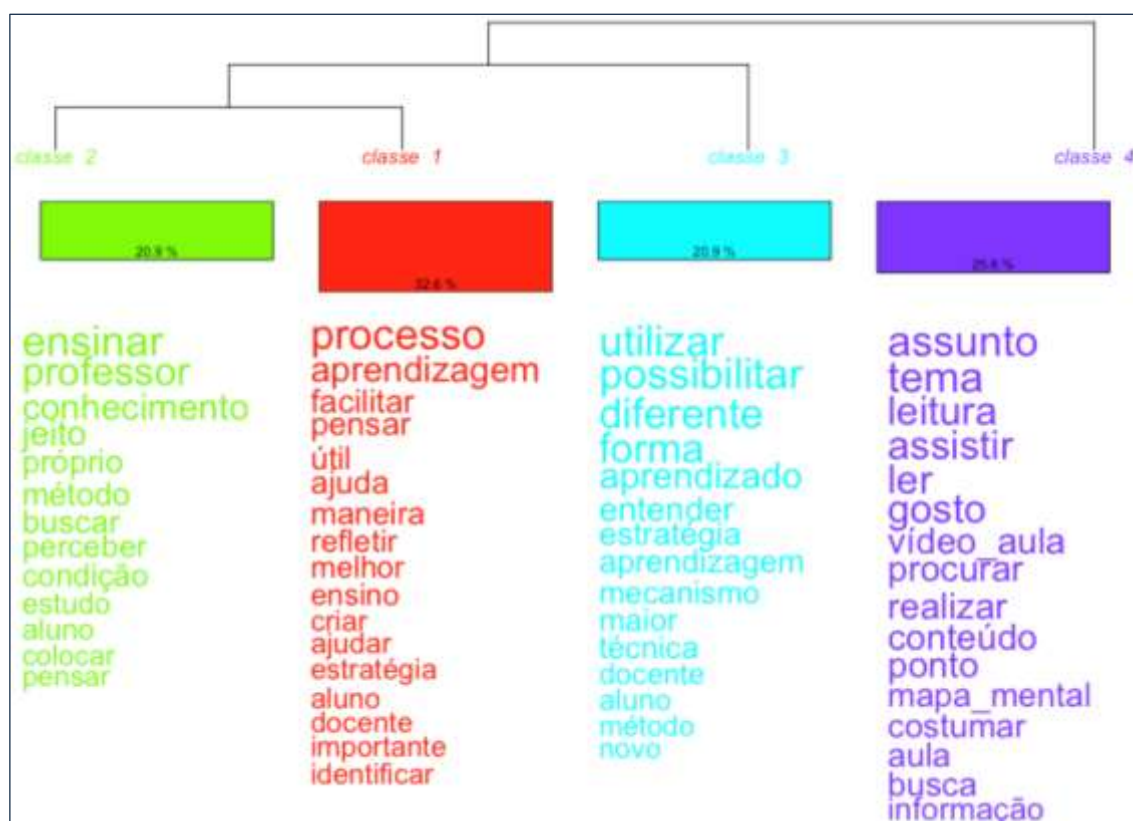 classe 2
classe 1
classe 3
classe 4
20.9 %
32.6 %
20.9 %
25.6 %
ensinar
professor
conhecimento
jeito
próprio
método
buscar
perceber
condição
estudo
aluno
colocar
pensar
processo
aprendizagem
facilitar
pensar
útil
ajuda
maneira
refletir
melhor
ensino
criar
ajudar
estratégia
aluno
docente
importante
identificar
utilizar
possibilitar
diferente
forma
aprendizado
entender
estratégia
aprendizagem
mecanismo
maior
técnica
docente
aluno
método
novo
assunto
tema
leitura
assistir
ler
gosto
vídeo_aula
procurar
realizar
conteúdo
ponto
mapa_mental
costumar
aula
busca
informação